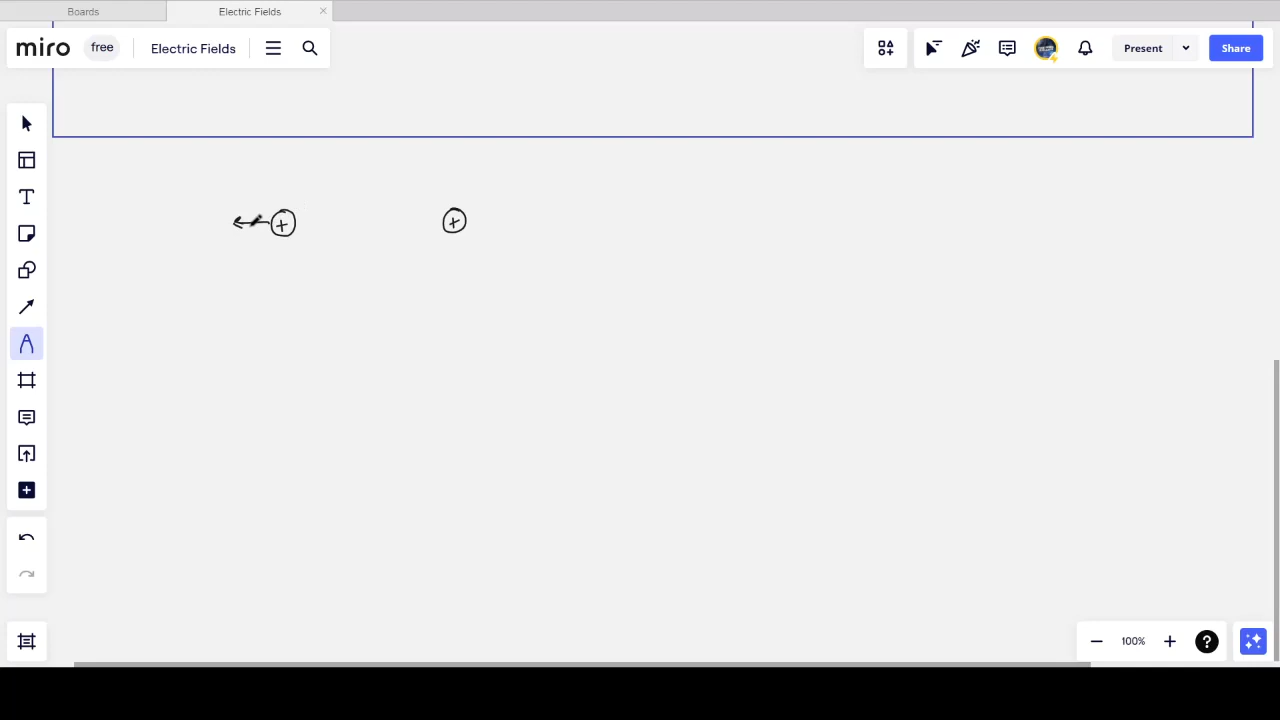 Boards
Electric Fields
miro free Electric Fields
Present
Share
+ +
100%
?